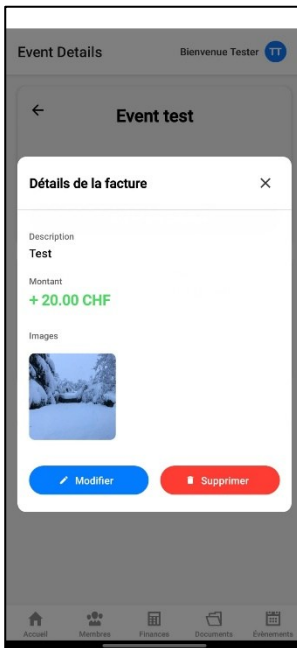 Event Details
Bienvenue Tester
TT
Event test
Détails de la facture
Description
Test
Montant
+ 20.00 CHF
Images
Modifier
Supprimer
Accueil
Membres
Finances
Documents
Évènements